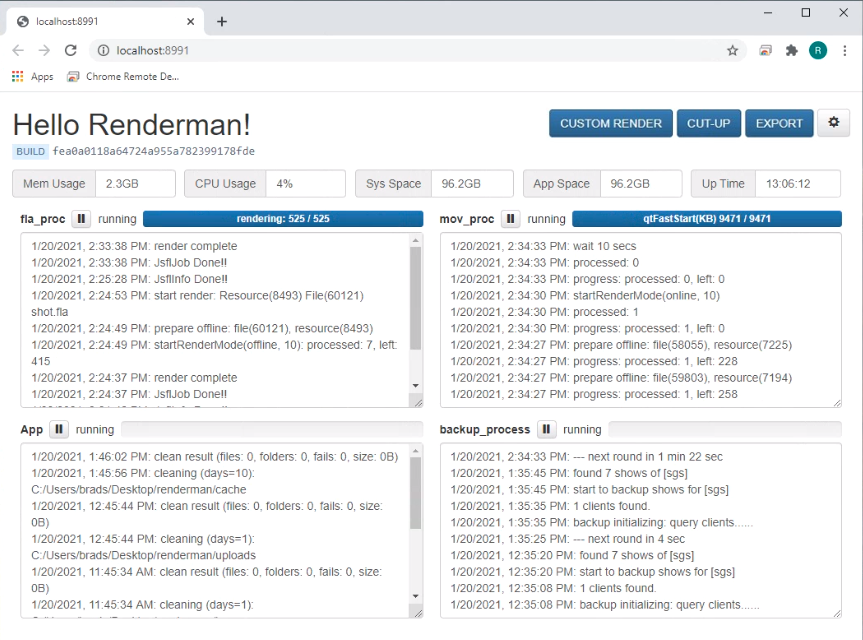 localhost:8991
localhost:8991
R
Apps
Chrome Remote De...
Hello Renderman!
CUSTOM RENDER
CUT-UP
EXPORT
BUILD fea0a0118a64724a955a782399178fde
Mem Usage 2.3GB
CPU Usage 4%
Sys Space 96.2GB
App Space 96.2GB
Up Time 13:06:12
fla_proc running rendering: 525 / 525
1/20/2021, 2:33:38 PM: render complete
1/20/2021, 2:33:38 PM: JsflJob Done!!
1/20/2021, 2:25:28 PM: JsflInfo Done!!
1/20/2021, 2:24:53 PM: start render: Resource(8493) File(60121)
shot.fla
1/20/2021, 2:24:49 PM: prepare offline: file(60121), resource(8493)
1/20/2021, 2:24:49 PM: startRenderMode(offline, 10): processed: 7, left:
415
1/20/2021, 2:24:37 PM: render complete
1/20/2021, 2:24:37 PM: JsflJob Done!!
mov_proc running qtFastStart(KB) 9471 / 9471
1/20/2021, 2:34:33 PM: wait 10 secs
1/20/2021, 2:34:33 PM: processed: 0
1/20/2021, 2:34:33 PM: progress: processed: 0, left: 0
1/20/2021, 2:34:30 PM: startRenderMode(online, 10)
1/20/2021, 2:34:30 PM: processed: 1
1/20/2021, 2:34:30 PM: progress: processed: 1, left: 0
1/20/2021, 2:34:27 PM: prepare offline: file(58055), resource(7225)
1/20/2021, 2:34:27 PM: progress: processed: 1, left: 228
1/20/2021, 2:34:27 PM: prepare offline: file(59803), resource(7194)
1/20/2021, 2:34:27 PM: progress: processed: 1, left: 258
App running
1/20/2021, 1:46:02 PM: clean result (files: 0, folders: 0, fails: 0, size: 0B)
1/20/2021, 1:45:56 PM: cleaning (days=10):
C:/Users/brads/Desktop/renderman/cache
1/20/2021, 12:45:44 PM: clean result (files: 0, folders: 0, fails: 0, size:
0B)
1/20/2021, 12:45:44 PM: cleaning (days=1):
C:/Users/brads/Desktop/renderman/uploads
1/20/2021, 11:45:34 AM: clean result (files: 0, folders: 0, fails: 0, size:
0B)
1/20/2021, 11:45:34 AM: cleaning (days=1):
backup_process running
1/20/2021, 2:34:33 PM: --- next round in 1 min 22 sec
1/20/2021, 1:35:45 PM: found 7 shows of [sgs]
1/20/2021, 1:35:45 PM: start to backup shows for [sgs]
1/20/2021, 1:35:35 PM: 1 clients found.
1/20/2021, 1:35:35 PM: backup initializing: query clients......
1/20/2021, 1:35:25 PM: --- next round in 4 sec
1/20/2021, 12:35:20 PM: found 7 shows of [sgs]
1/20/2021, 12:35:20 PM: start to backup shows for [sgs]
1/20/2021, 12:35:08 PM: 1 clients found.
1/20/2021, 12:35:08 PM: backup initializing: query clients......